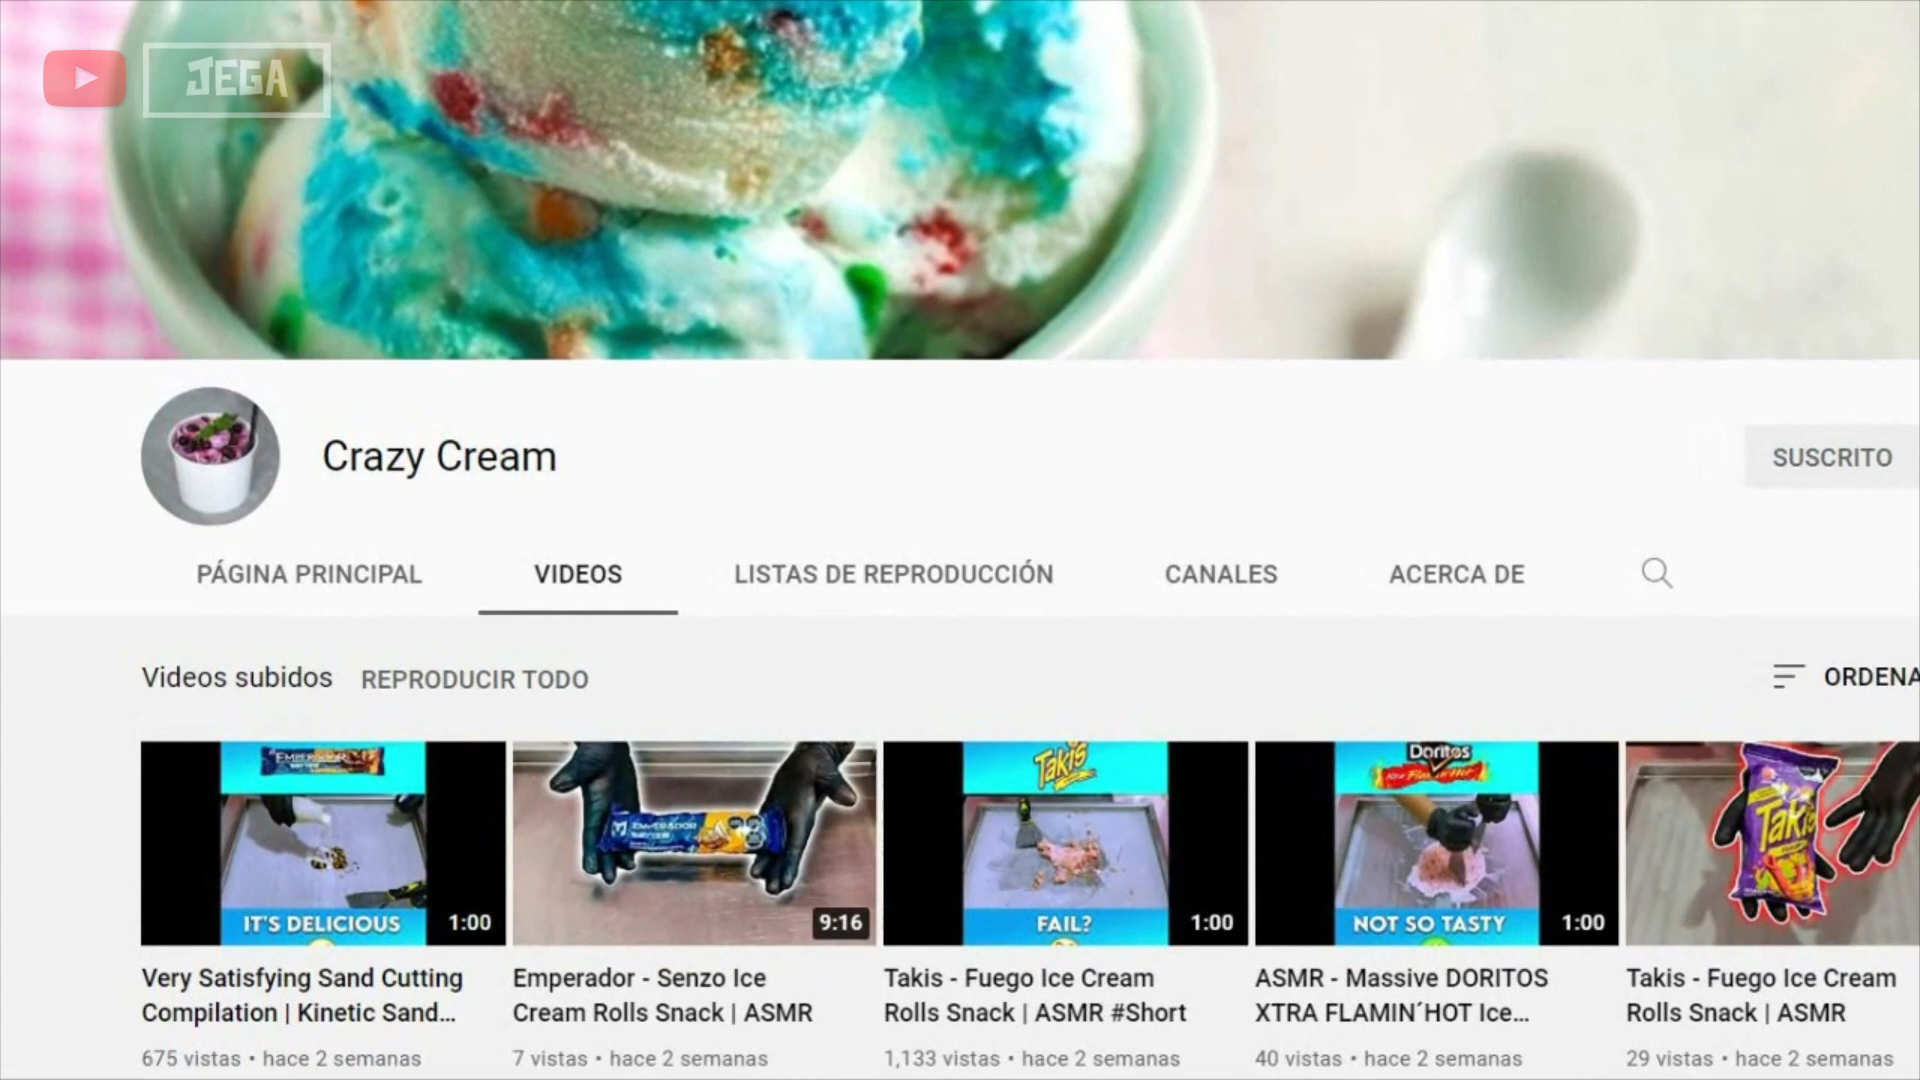 JEGA
Crazy Cream
SUSCRITO
PÁGINA PRINCIPAL
VIDEOS
LISTAS DE REPRODUCCIÓN
CANALES
ACERCA DE
Videos subidos
REPRODUCIR TODO
ORDENA
EMPERADOR
IT'S DELICIOUS
1:00
EMPERADOR
SENZO
9:16
Takis
FAIL?
1:00
Doritos
NOT SO TASTY
1:00
Takis
Very Satisfying Sand Cutting
Compilation | Kinetic Sand...
675 vistas • hace 2 semanas
Emperador - Senzo Ice
Cream Rolls Snack | ASMR
7 vistas • hace 2 semanas
Takis - Fuego Ice Cream
Rolls Snack | ASMR #Short
1,133 vistas • hace 2 semanas
ASMR - Massive DORITOS
XTRA FLAMIN´HOT Ice...
40 vistas • hace 2 semanas
Takis - Fuego Ice Cream
Rolls Snack | ASMR
29 vistas • hace 2 semanas